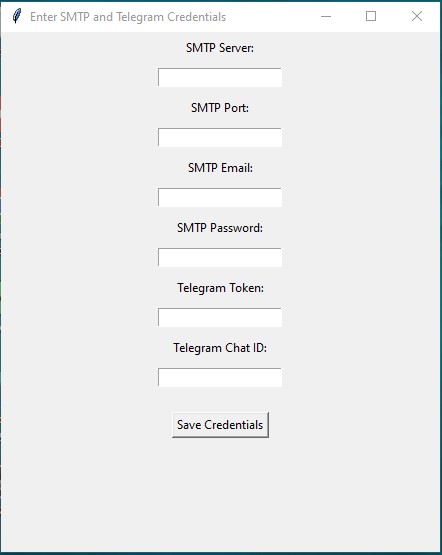 Enter SMTP and Telegram Credentials
SMTP Server:
SMTP Port:
SMTP Email:
SMTP Password:
Telegram Token:
Telegram Chat ID:
Save Credentials